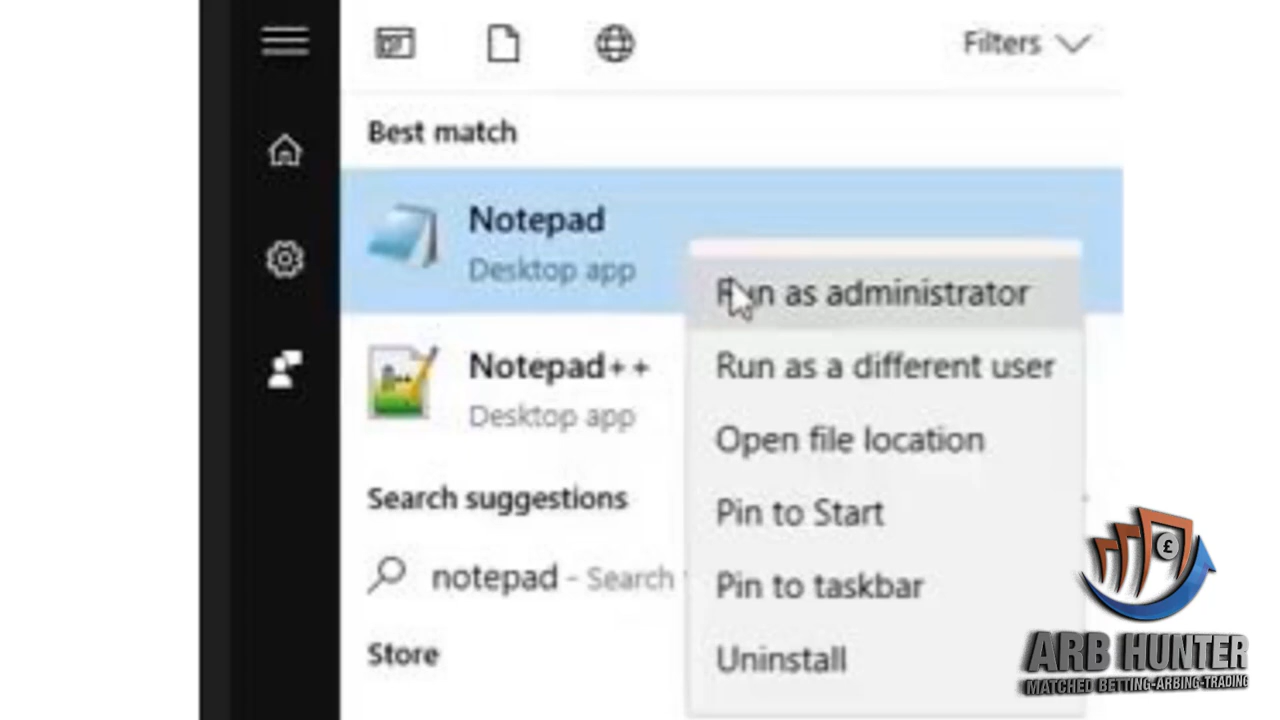 Filters
Best match
Notepad
Desktop app
Run as administrator
Run as a different user
Notepad++
Desktop app
Open file location
Search suggestions
Pin to Start
notepad - Search
Pin to taskbar
Store
Uninstall
£
ARB HUNTER
MATCHED BETTING-ARBING-TRADING